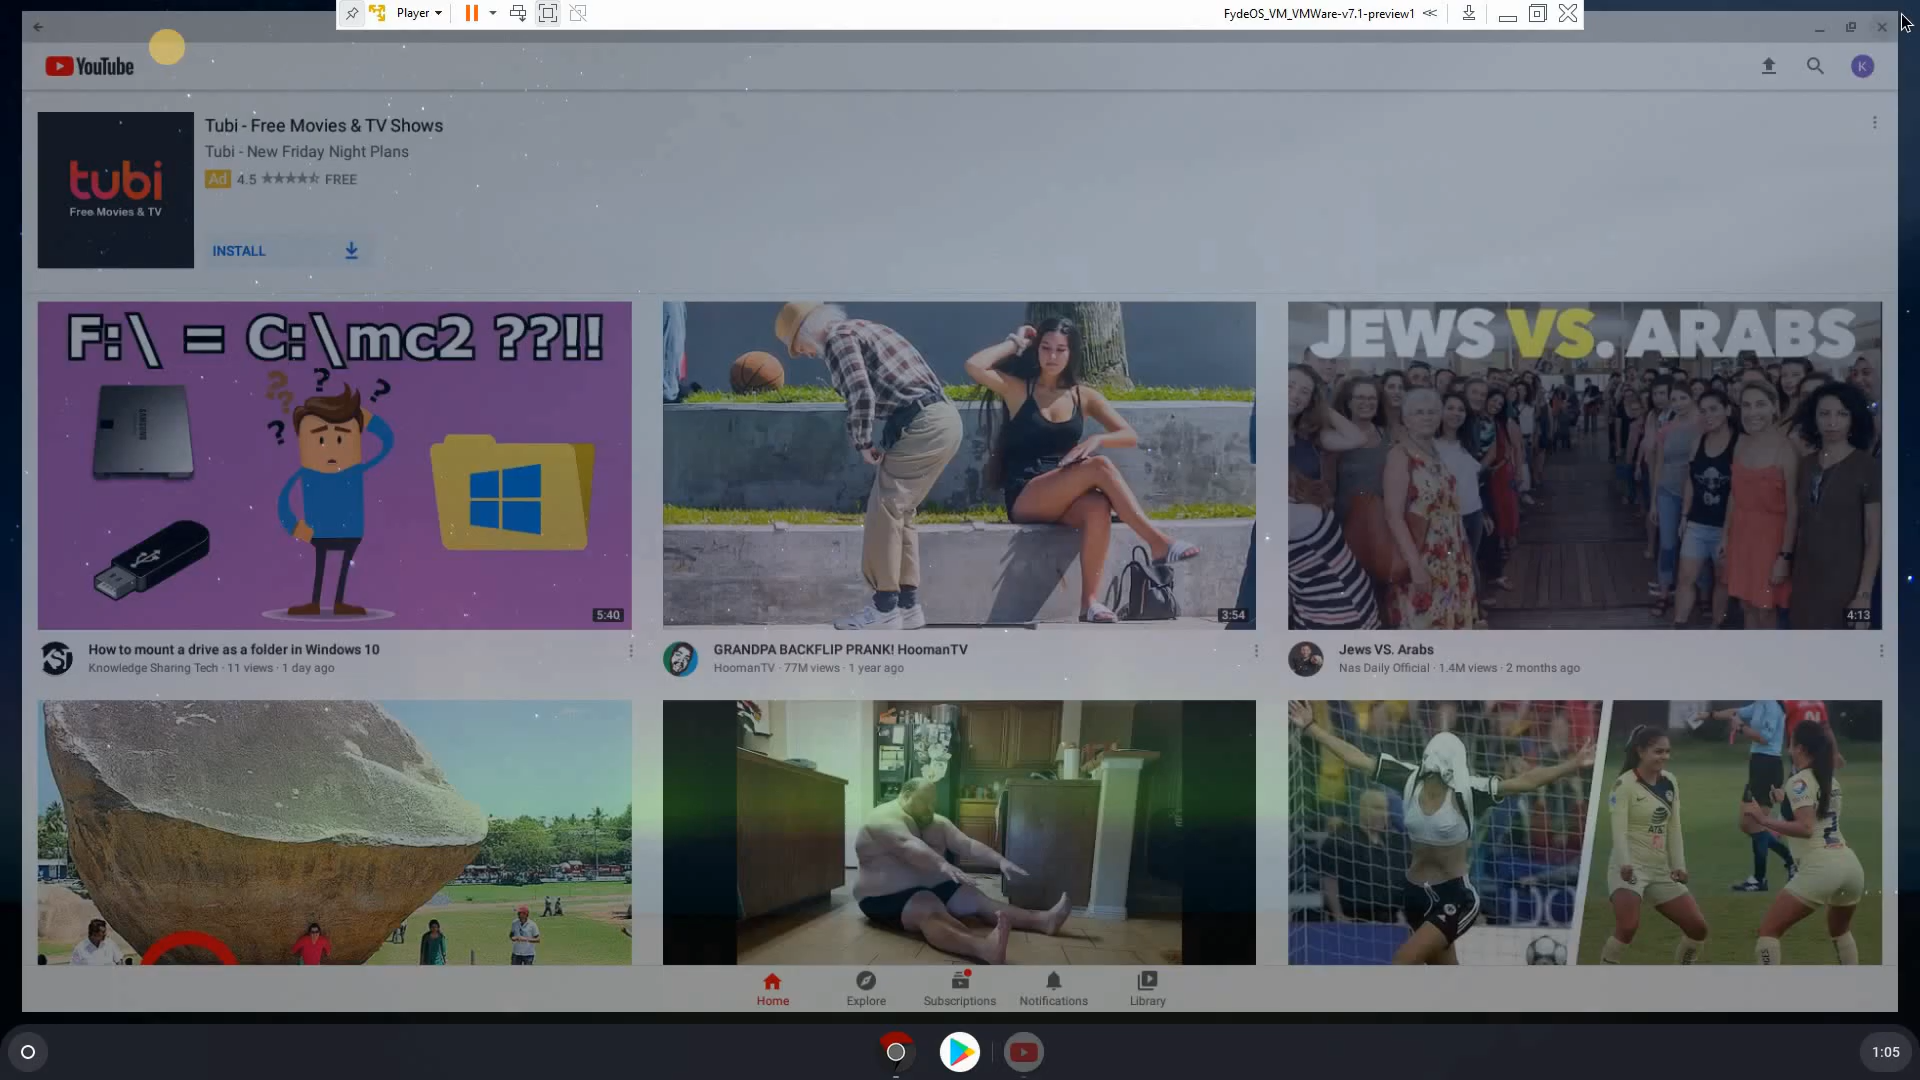 Player
FydeOS_VM_VMWare-v7.1-preview1
YouTube
K
tubi
Free Movies & TV
Tubi - Free Movies & TV Shows
Tubi - New Friday Night Plans
Ad 4.5 FREE
INSTALL
F:\ = C:\mc2 ??!!
SAMSUNG
5:40
How to mount a drive as a folder in Windows 10
Knowledge Sharing Tech · 11 views · 1 day ago
3:54
GRANDPA BACKFLIP PRANK! HoomanTV
HoomanTV · 77M views · 1 year ago
JEWS VS. ARABS
4:13
Jews VS. Arabs
Nas Daily Official · 1.4M views · 2 months ago
AT&T
Home
Explore
Subscriptions
Notifications
Library
1:05